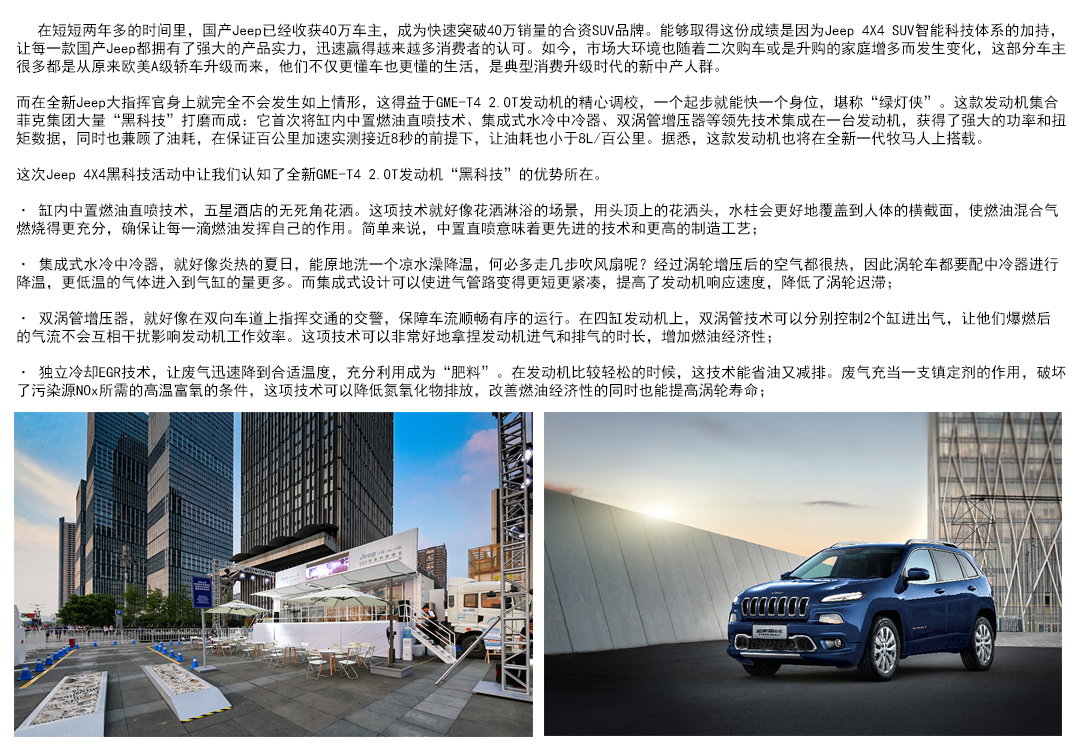 在短短两年多的时间里，国产Jeep已经收获40万车主，成为快速突破40万销量的合资SUV品牌。能够取得这份成绩是因为Jeep 4X4 SUV智能科技体系的加持，
让每一款国产Jeep都拥有了强大的产品实力，迅速赢得越来越多消费者的认可。如今，市场大环境也随着二次购车或是升购的家庭增多而发生变化，这部分车主
很多都是从原来欧美A级轿车升级而来，他们不仅更懂车也更懂的生活，是典型消费升级时代的新中产人群。
而在全新Jeep大指挥官身上就完全不会发生如上情形，这得益于GME-T4 2.0T发动机的精心调校，一个起步就能快一个身位，堪称“绿灯侠”。这款发动机集合
菲克集团大量“黑科技”打磨而成：它首次将缸内中置燃油直喷技术、集成式水冷中冷器、双涡管增压器等领先技术集成在一台发动机，获得了强大的功率和扭
矩数据，同时也兼顾了油耗，在保证百公里加速实测接近8秒的前提下，让油耗也小于8L/百公里。据悉，这款发动机也将在全新一代牧马人上搭载。
这次Jeep 4X4黑科技活动中让我们认知了全新GME-T4 2.0T发动机“黑科技”的优势所在。
· 缸内中置燃油直喷技术，五星酒店的无死角花洒。这项技术就好像花洒淋浴的场景，用头顶上的花洒头，水柱会更好地覆盖到人体的横截面，使燃油混合气
燃烧得更充分，确保让每一滴燃油发挥自己的作用。简单来说，中置直喷意味着更先进的技术和更高的制造工艺；
· 集成式水冷中冷器，就好像炎热的夏日，能原地洗一个凉水澡降温，何必多走几步吹风扇呢？经过涡轮增压后的空气都很热，因此涡轮车都要配中冷器进行
降温，更低温的气体进入到气缸的量更多。而集成式设计可以使进气管路变得更短更紧凑，提高了发动机响应速度，降低了涡轮迟滞；
· 双涡管增压器，就好像在双向车道上指挥交通的交警，保障车流顺畅有序的运行。在四缸发动机上，双涡管技术可以分别控制2个缸进出气，让他们爆燃后
的气流不会互相干扰影响发动机工作效率。这项技术可以非常好地拿捏发动机进气和排气的时长，增加燃油经济性；
· 独立冷却EGR技术，让废气迅速降到合适温度，充分利用成为“肥料”。在发动机比较轻松的时候，这技术能省油又减排。废气充当一支镇定剂的作用，破坏
了污染源NOx所需的高温富氧的条件，这项技术可以降低氮氧化物排放，改善燃油经济性的同时也能提高涡轮寿命；
Jeep